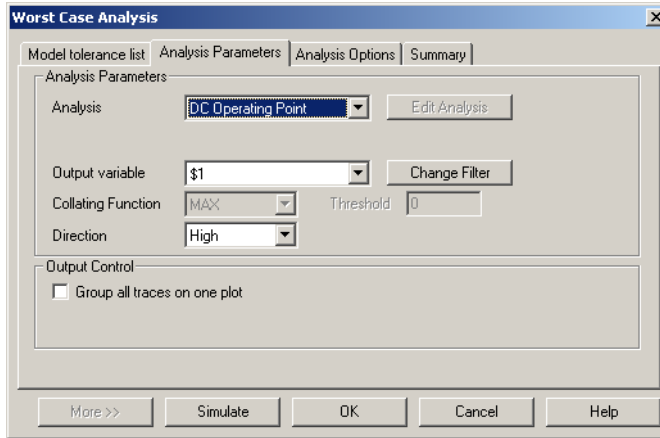 Worst Case Analysis
Model tolerance list Analysis Parameters Analysis Options Summary
Analysis Parameters
Analysis DC Operating Point Edit Analysis
Output variable $1 Change Filter
Collating Function MAX Threshold 0
Direction High
Output Control
Group all traces on one plot
More >> Simulate OK Cancel Help